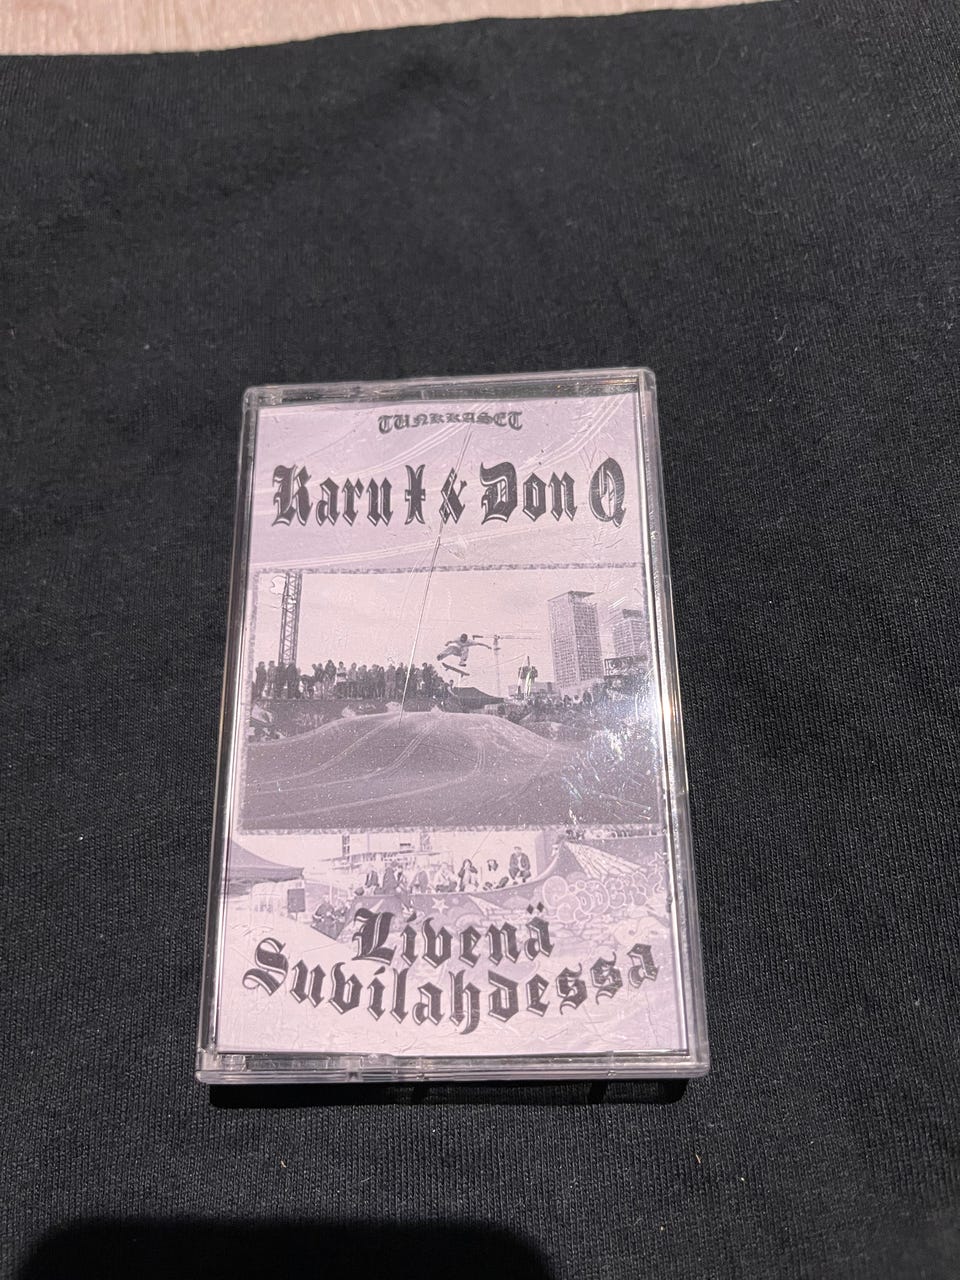 TUNKKASET
Karu I & Don Q
Livenä
Suvilahdessa